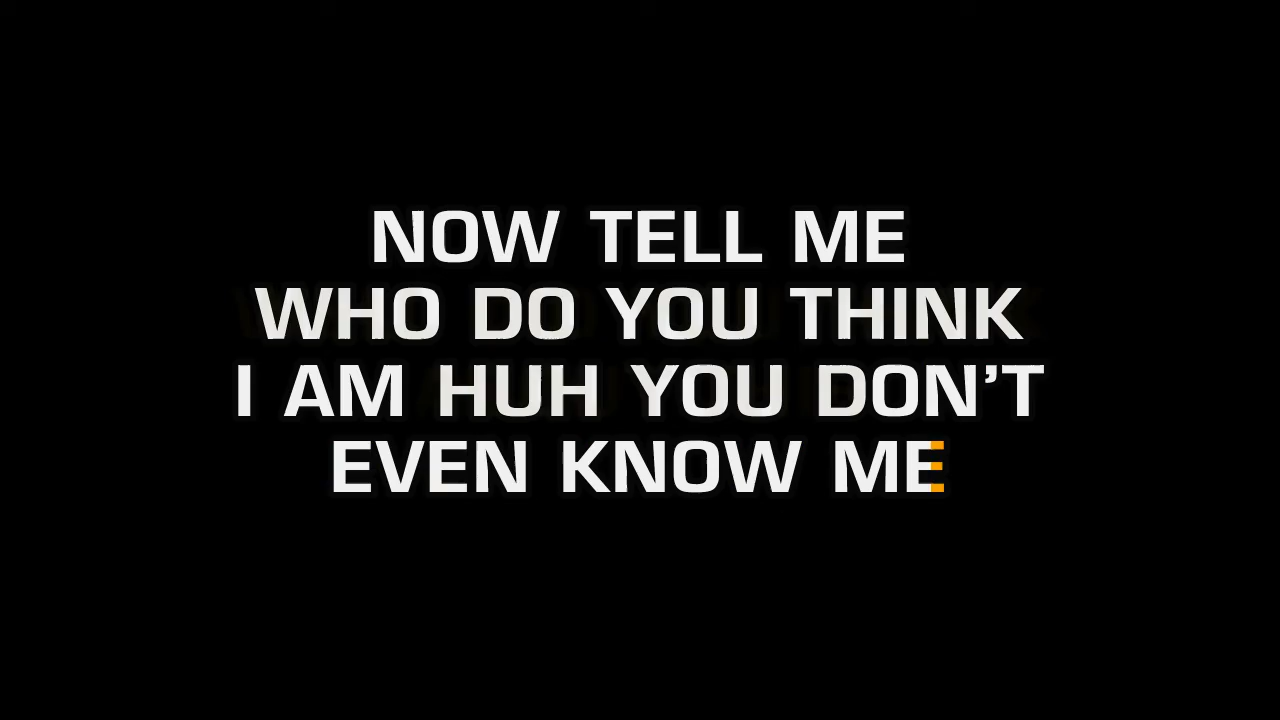 NOW TELL ME
WHO DO YOU THINK
I AM HUH YOU DON’T
EVEN KNOW ME